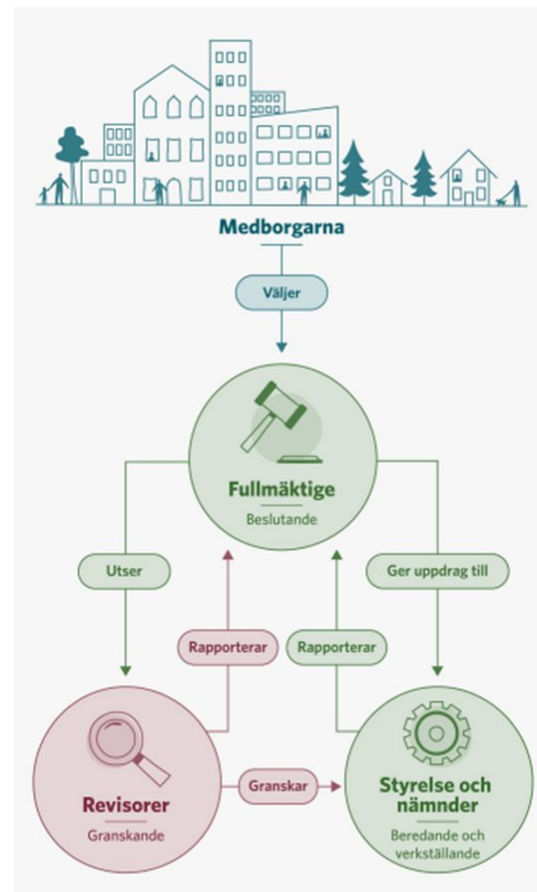 Medborgarna
Väljer
Fullmäktige
Beslutande
Utser
Ger uppdrag till
Rapporterar
Rapporterar
Revisorer
Granskande
Granskar
Styrelse och
nämnder
Beredande och
verkställande